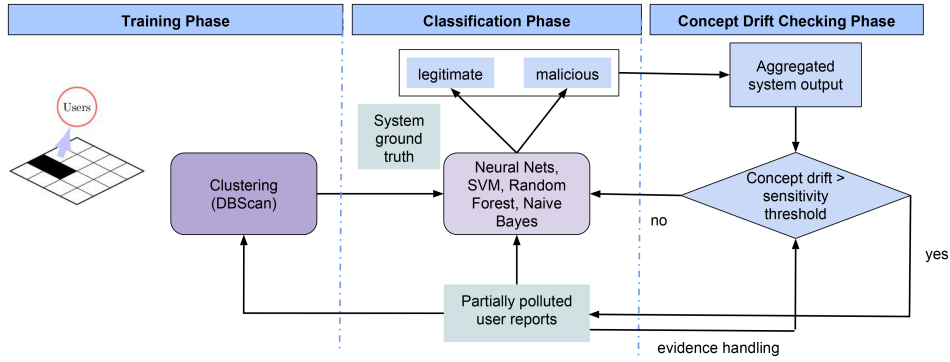 Training Phase
Classification Phase
Concept Drift Checking Phase
legitimate
malicious
Aggregated
system output
Users
System
ground
truth
Clustering
(DBScan)
Neural Nets,
SVM, Random
Forest, Naive
Bayes
Concept drift >
sensitivity
threshold
no
yes
Partially polluted
user reports
evidence handling